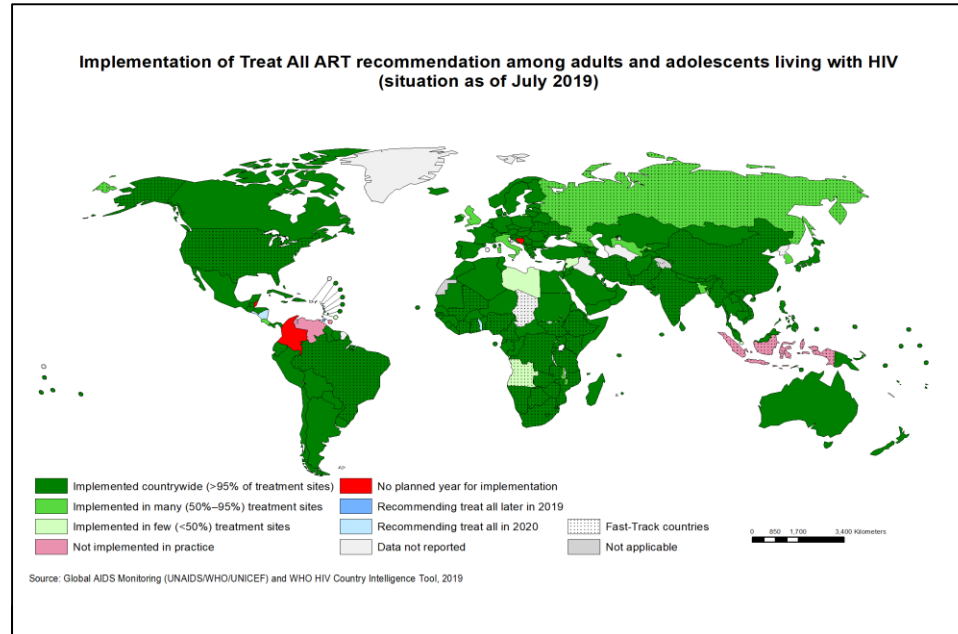 Implementation of Treat All ART recommendation among adults and adolescents living with HIV
(situation as of July 2019)
Implemented countrywide (>95% of treatment sites)
Implemented in many (50%–95%) treatment sites
Implemented in few (<50%) treatment sites
Not implemented in practice
No planned year for implementation
Recommending treat all later in 2019
Recommending treat all in 2020
Data not reported
Fast-Track countries
Not applicable
0 850 1,700 3,400 Kilometers
Source: Global AIDS Monitoring (UNAIDS/WHO/UNICEF) and WHO HIV Country Intelligence Tool, 2019